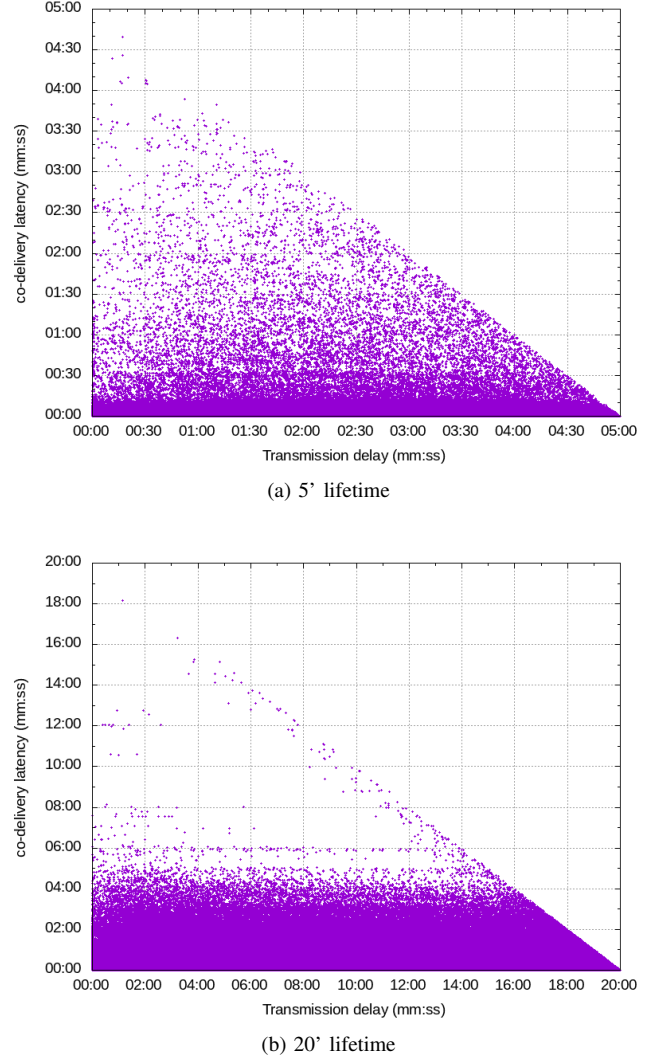 05:00
04:30
04:00
03:30
03:00
02:30
02:00
01:30
01:00
00:30
00:00
co-delivery latency (mm:ss)
00:00 00:30 01:00 01:30 02:00 02:30 03:00 03:30 04:00 04:30 05:00
Transmission delay (mm:ss)
(a) 5’ lifetime
20:00
18:00
16:00
14:00
12:00
10:00
08:00
06:00
04:00
02:00
00:00
co-delivery latency (mm:ss)
00:00 02:00 04:00 06:00 08:00 10:00 12:00 14:00 16:00 18:00 20:00
Transmission delay (mm:ss)
(b) 20’ lifetime